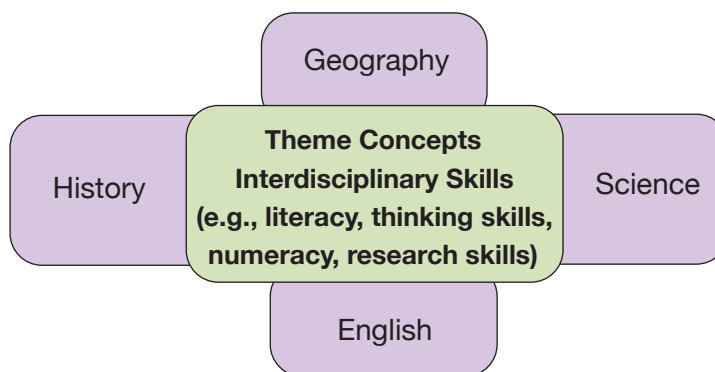 Geography
History
Theme Concepts
Interdisciplinary Skills
(e.g., literacy, thinking skills,
numeracy, research skills)
Science
English